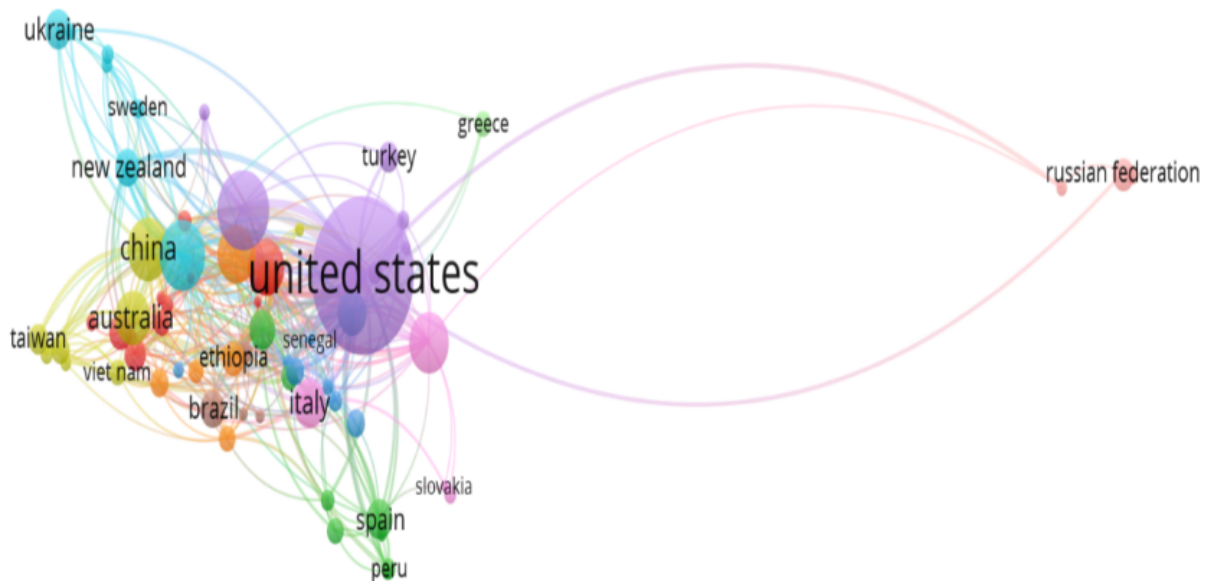 ukraine
sweden
greece
new zealand
turkey
russian federation
china
united states
australia
taiwan
senegal
ethiopia
viet nam
italy
brazil
slovakia
spain
peru